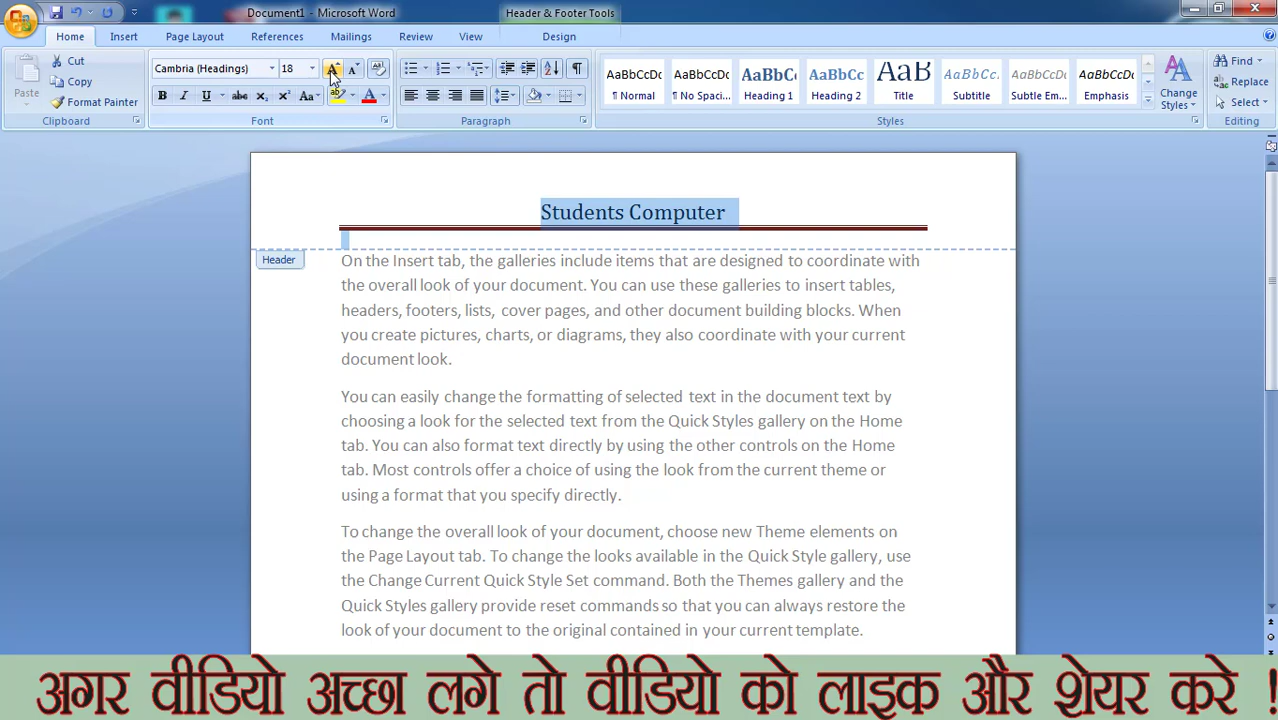 Document1 - Microsoft Word
Header & Footer Tools
Home Insert Page Layout References Mailings Review View Design
Paste
Cut
Copy
Format Painter
Clipboard
Cambria (Headings) 18
Font
Paragraph
AaBbCcDc AaBbCcDc AaBbCc AaBbCc AaB AaBbCc. AaBbCcDc AaBbCcDc
¶ Normal ¶ No Spaci... Heading 1 Heading 2 Title Subtitle Subtle Em... Emphasis
Change Styles
Styles
Find
Replace
Select
Editing
Students Computer
Header
On the Insert tab, the galleries include items that are designed to coordinate with
the overall look of your document. You can use these galleries to insert tables,
headers, footers, lists, cover pages, and other document building blocks. When
you create pictures, charts, or diagrams, they also coordinate with your current
document look.
You can easily change the formatting of selected text in the document text by
choosing a look for the selected text from the Quick Styles gallery on the Home
tab. You can also format text directly by using the other controls on the Home
tab. Most controls offer a choice of using the look from the current theme or
using a format that you specify directly.
To change the overall look of your document, choose new Theme elements on
the Page Layout tab. To change the looks available in the Quick Style gallery, use
the Change Current Quick Style Set command. Both the Themes gallery and the
Quick Styles gallery provide reset commands so that you can always restore the
look of your document to the original contained in your current template.
अगर वीडियो अच्छा लगे तो वीडियो को लाइक और शेयर करे !